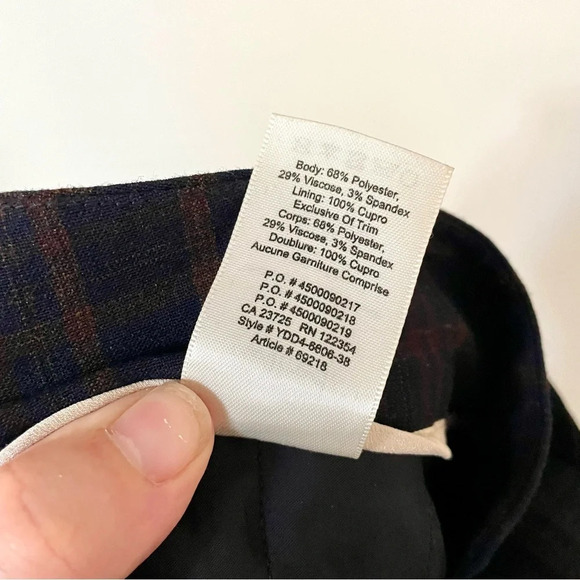 Body: 68% Polyester,
29% Viscose, 3% Spandex
Lining: 100% Cupro
Exclusive Of Trim
Corps: 68% Polyester,
29% Viscose, 3% Spandex
Doublure: 100% Cupro
Aucune Garniture Comprise
P.O. # 4500090217
P.O. # 4500090218
P.O. # 4500090219
CA 23725 RN 122354
Style # YDD4-6606-38
Article # 69218